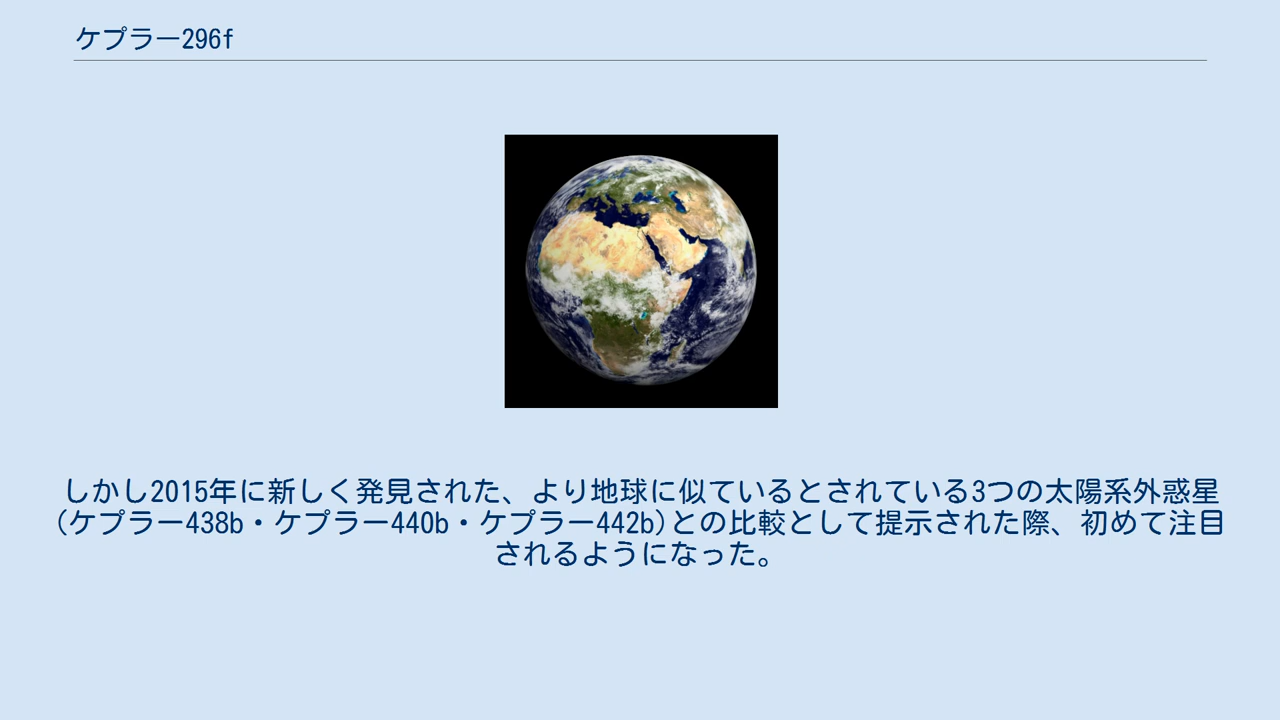 ケプラー296f
しかし2015年に新しく発見された、より地球に似ているとされている3つの太陽系外惑星
(ケプラー438b・ケプラー440b・ケプラー442b)との比較として提示された際、初めて注目
されるようになった。